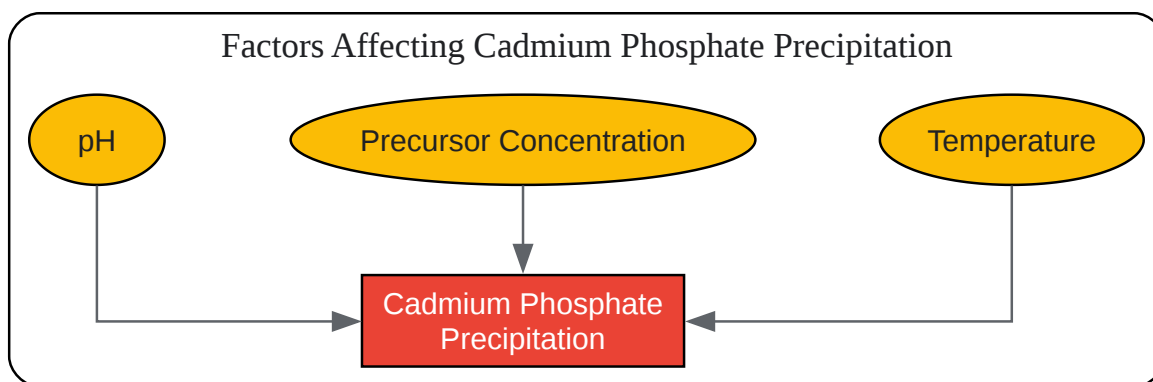 Factors Affecting Cadmium Phosphate Precipitation
pH
Precursor Concentration
Temperature
Cadmium Phosphate
Precipitation